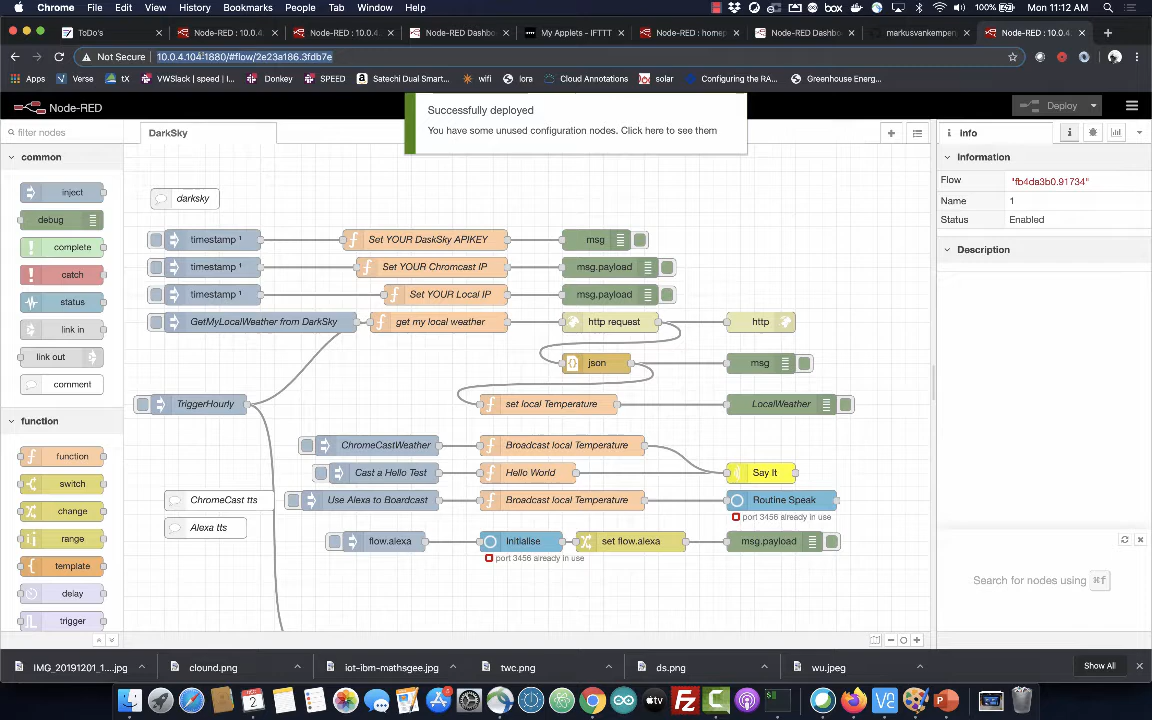 Chrome File Edit View History Bookmarks People Tab Window Help
box 100% Mon 11:12 AM
ToDo's Node-RED : 10.0.4. Node-RED : 10.0.4. Node-RED Dashbo My Applets - IFTTT Node-RED : homep Node-RED Dashbo markusvankempen Node-RED : 10.0.4.
Not Secure 10.0.4.104:1880/#flow/2e23a186.3fdb7e
Apps Verse tX VWSlack | speed | I... Donkey SPEED Satechi Dual Smart... wifi lora Cloud Annotations solar Configuring the RA... Greenhouse Energy...
Node-RED
Deploy
Successfully deployed
You have some unused configuration nodes. Click here to see them
filter nodes
DarkSky
info
common
inject
debug
complete
catch
status
link in
link out
comment
function
function
switch
change
range
template
delay
trigger
darksky
timestamp ¹ Set YOUR DaskSky APIKEY msg
timestamp ¹ Set YOUR Chromcast IP msg.payload
timestamp ¹ Set YOUR Local IP msg.payload
GetMyLocalWeather from DarkSky get my local weather http request http
json msg
TriggerHourly set local Temperature LocalWeather
ChromeCastWeather Broadcast local Temperature
Cast a Hello Test Hello World Say It
ChromeCast tts Use Alexa to Boardcast Broadcast local Temperature Routine Speak
port 3456 already in use
Alexa tts
flow.alexa Initialise set flow.alexa msg.payload
port 3456 already in use
Information
Flow "fb4da3b0.91734"
Name 1
Status Enabled
Description
Search for nodes using ⌘f
IMG_20191201_1....jpg clound.png iot-ibm-mathsgee.jpg twc.png ds.png wu.jpeg Show All